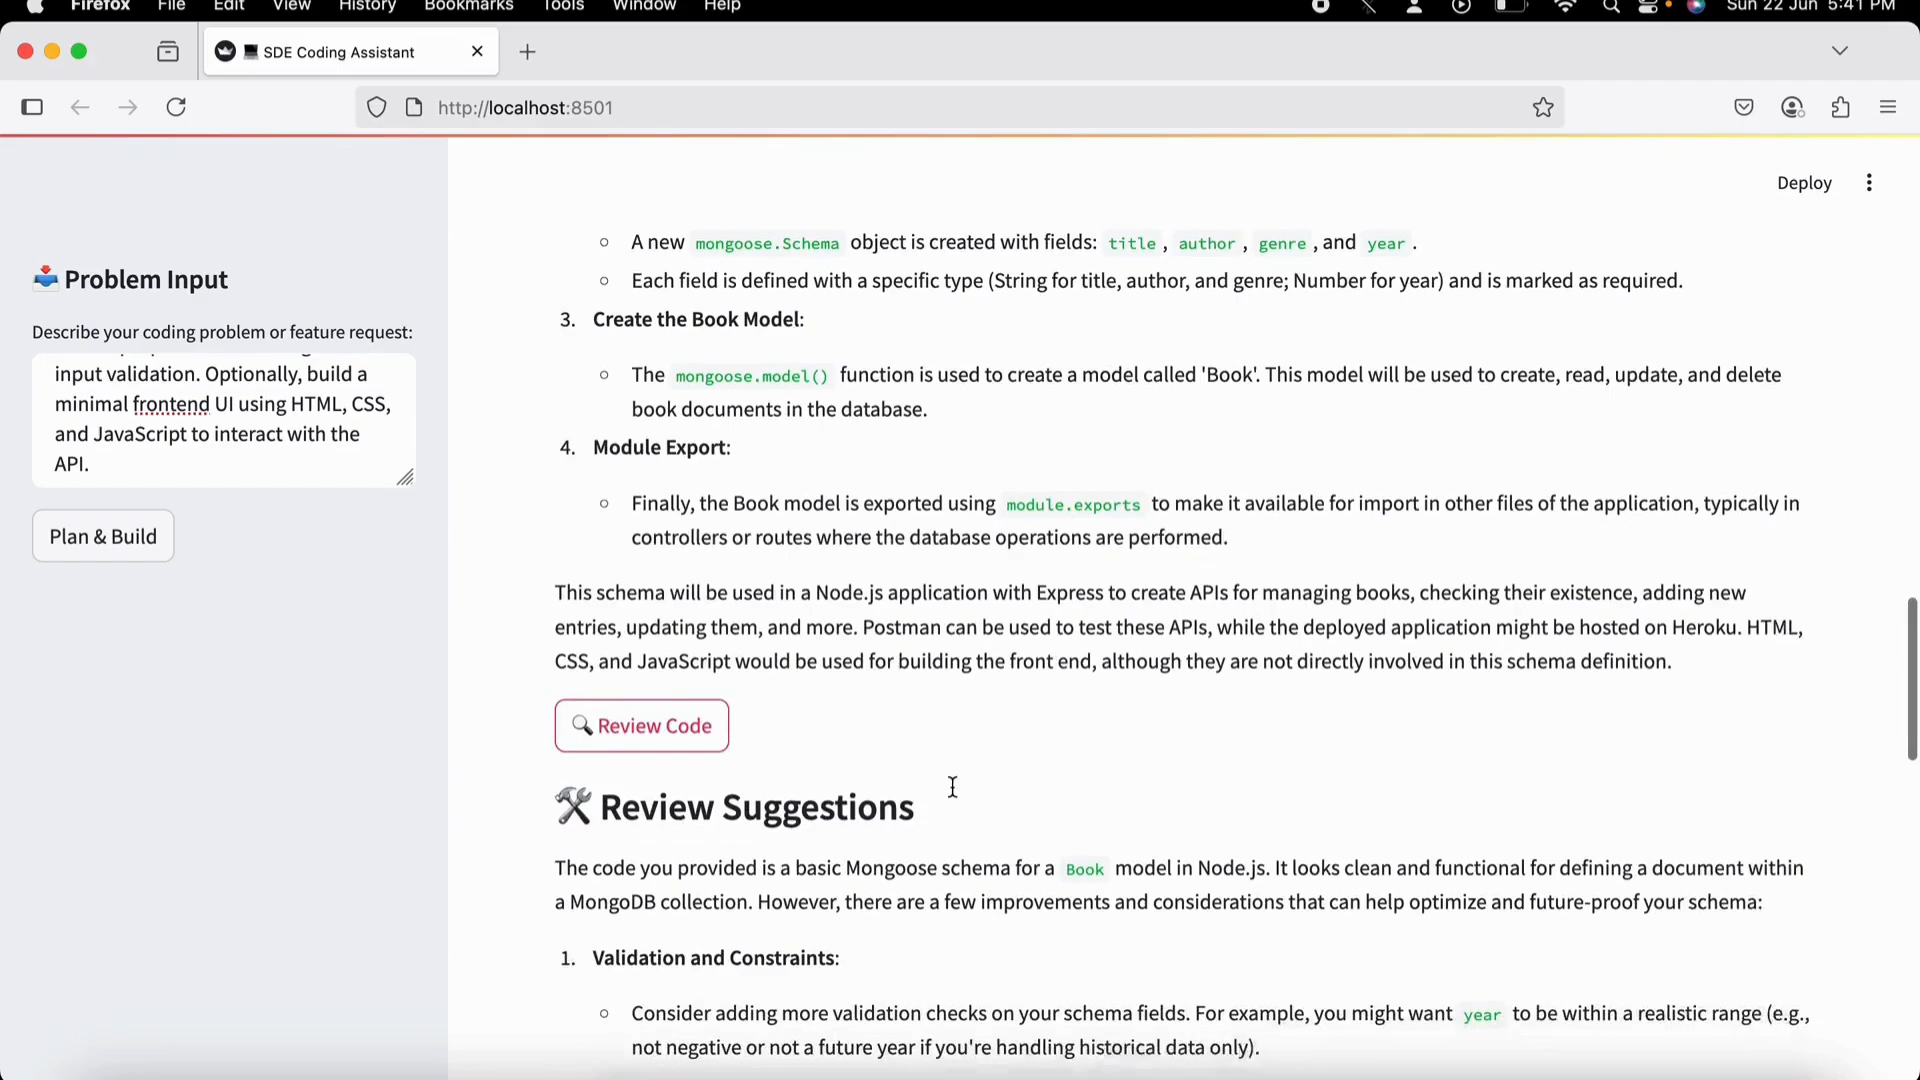 Firefox File Edit View History Bookmarks Tools Window Help Sun 22 Jun 5:41 PM
SDE Coding Assistant
http://localhost:8501
Deploy
Problem Input
Describe your coding problem or feature request:
input validation. Optionally, build a
minimal frontend UI using HTML, CSS,
and JavaScript to interact with the
API.
Plan & Build
A new mongoose.Schema object is created with fields: title , author , genre , and year .
Each field is defined with a specific type (String for title, author, and genre; Number for year) and is marked as required.
3. Create the Book Model:
The mongoose.model() function is used to create a model called 'Book'. This model will be used to create, read, update, and delete
book documents in the database.
4. Module Export:
Finally, the Book model is exported using module.exports to make it available for import in other files of the application, typically in
controllers or routes where the database operations are performed.
This schema will be used in a Node.js application with Express to create APIs for managing books, checking their existence, adding new
entries, updating them, and more. Postman can be used to test these APIs, while the deployed application might be hosted on Heroku. HTML,
CSS, and JavaScript would be used for building the front end, although they are not directly involved in this schema definition.
Review Code
Review Suggestions
The code you provided is a basic Mongoose schema for a Book model in Node.js. It looks clean and functional for defining a document within
a MongoDB collection. However, there are a few improvements and considerations that can help optimize and future-proof your schema:
1. Validation and Constraints:
Consider adding more validation checks on your schema fields. For example, you might want year to be within a realistic range (e.g.,
not negative or not a future year if you're handling historical data only).